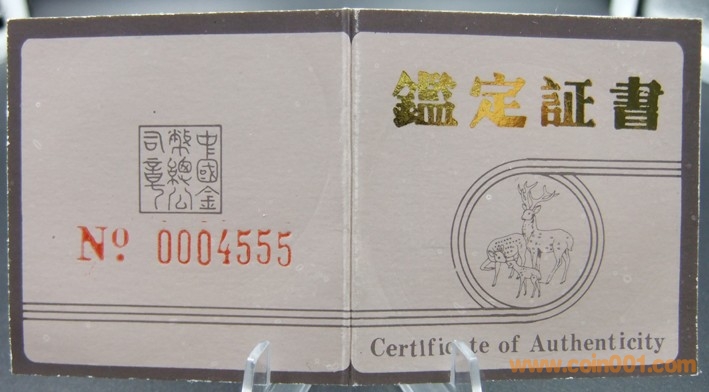 中國金
幣總公
司章
No 0004555
鑑定証書
Certificate of Authenticity
www.coin001.com